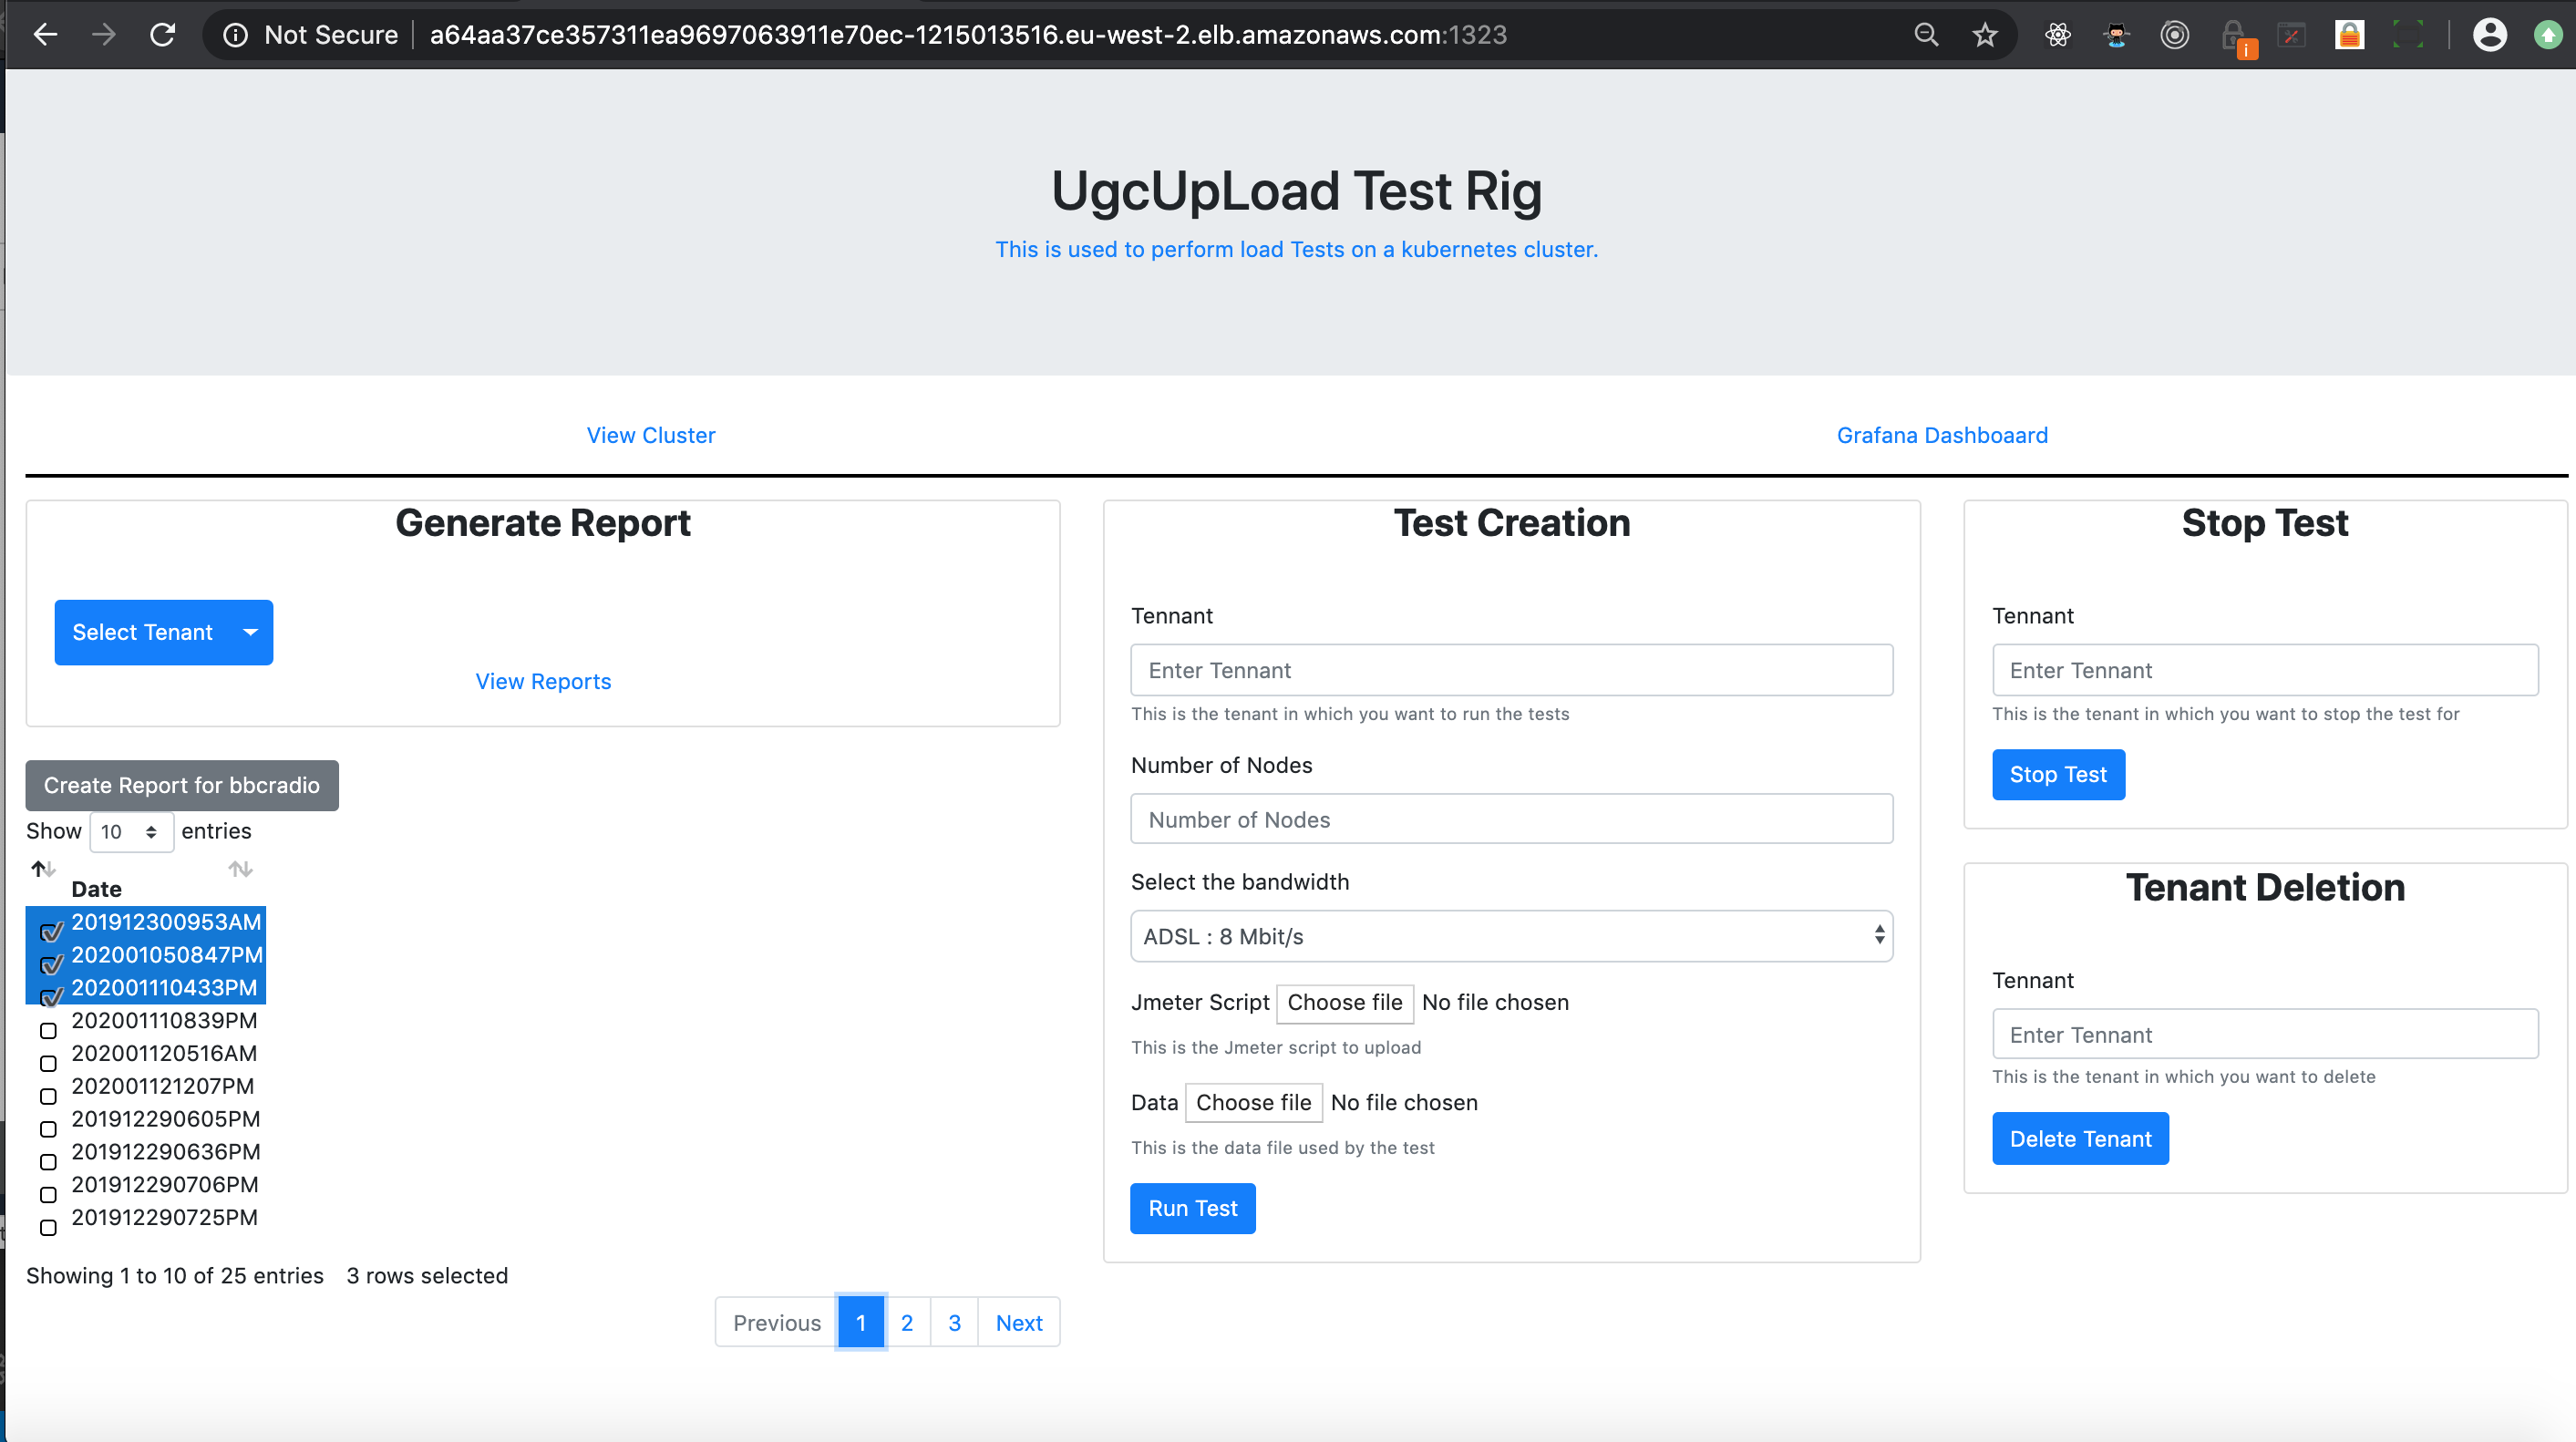 Not Secure a64aa37ce357311ea9697063911e70ec-1215013516.eu-west-2.elb.amazonaws.com:1323
UgcUpLoad Test Rig
This is used to perform load Tests on a kubernetes cluster.
View Cluster
Grafana Dashboaard
Generate Report
Select Tenant
View Reports
Create Report for bbcradio
Show 10 entries
Date
201912300953AM
202001050847PM
202001110433PM
202001110839PM
202001120516AM
202001121207PM
201912290605PM
201912290636PM
201912290706PM
201912290725PM
Showing 1 to 10 of 25 entries 3 rows selected
Previous 1 2 3 Next
Test Creation
Tennant
Enter Tennant
This is the tenant in which you want to run the tests
Number of Nodes
Number of Nodes
Select the bandwidth
ADSL : 8 Mbit/s
Jmeter Script Choose file No file chosen
This is the Jmeter script to upload
Data Choose file No file chosen
This is the data file used by the test
Run Test
Stop Test
Tennant
Enter Tennant
This is the tenant in which you want to stop the test for
Stop Test
Tenant Deletion
Tennant
Enter Tennant
This is the tenant in which you want to delete
Delete Tenant